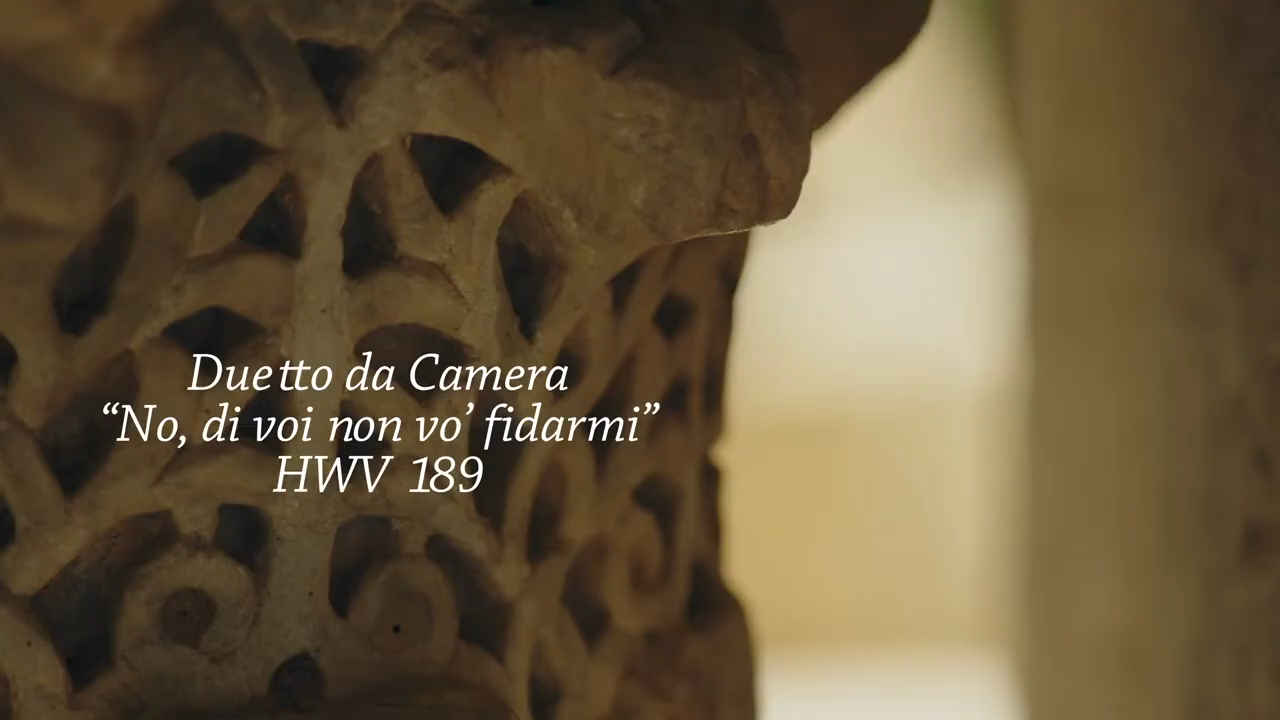 Duetto da Camera
“No, di voi non vo’ fidarmi”
HWV 189